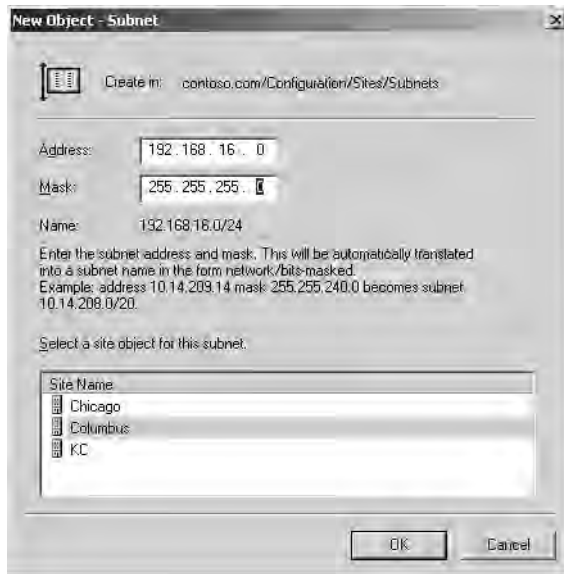 New Object - Subnet
Create in: contoso.com/Configuration/Sites/Subnets
Address: 192 . 168 . 16 . 0
Mask: 255 . 255 . 255 . 0
Name: 192.168.16.0/24
Enter the subnet address and mask. This will be automatically translated
into a subnet name in the form network/bits-masked.
Example: address 10.14.209.14 mask 255.255.240.0 becomes subnet
10.14.208.0/20.
Select a site object for this subnet.
Site Name
Chicago
Columbus
KC
OK Cancel